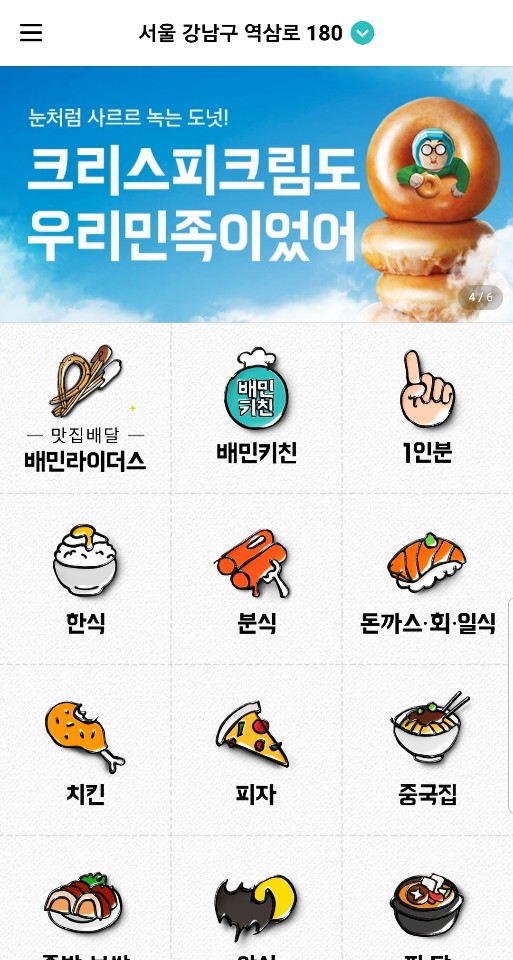 서울 강남구 역삼로 180
눈처럼 사르르 녹는 도넛!
크리스피크림도
우리민족이었어
4 / 6
맛집배달
배민라이더스
배민
키친
배민키친
1인분
한식
분식
돈까스·회·일식
치킨
피자
중국집